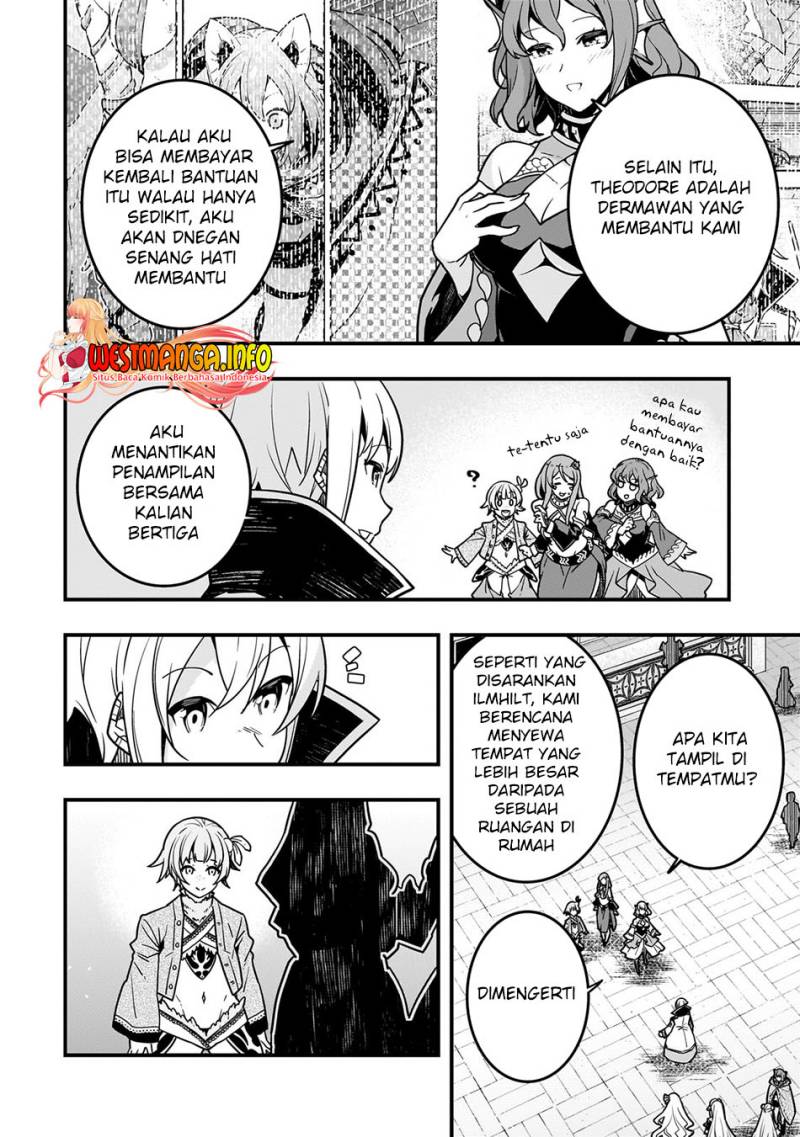 SELAIN ITU,
THEODORE ADALAH
DERMAWAN YANG
MEMBANTU KAMI
KALAU AKU
BISA MEMBAYAR
KEMBALI BANTUAN
ITU WALAU HANYA
SEDIKIT, AKU
AKAN DNEGAN
SENANG HATI
MEMBANTU
WESTMANGA.INFO
Situs Baca Komik Berbahasa Indonesia
apa kau
membayar
bantuannya
dengan baik?
te-tentu saja
?
AKU
MENANTIKAN
PENAMPILAN
BERSAMA
KALIAN
BERTIGA
APA KITA
TAMPIL DI
TEMPATMU?
SEPERTI YANG
DISARANKAN
ILMHILT, KAMI
BERENCANA
MENYEWA
TEMPAT YANG
LEBIH BESAR
DARIPADA
SEBUAH
RUANGAN DI
RUMAH
DIMENGERTI